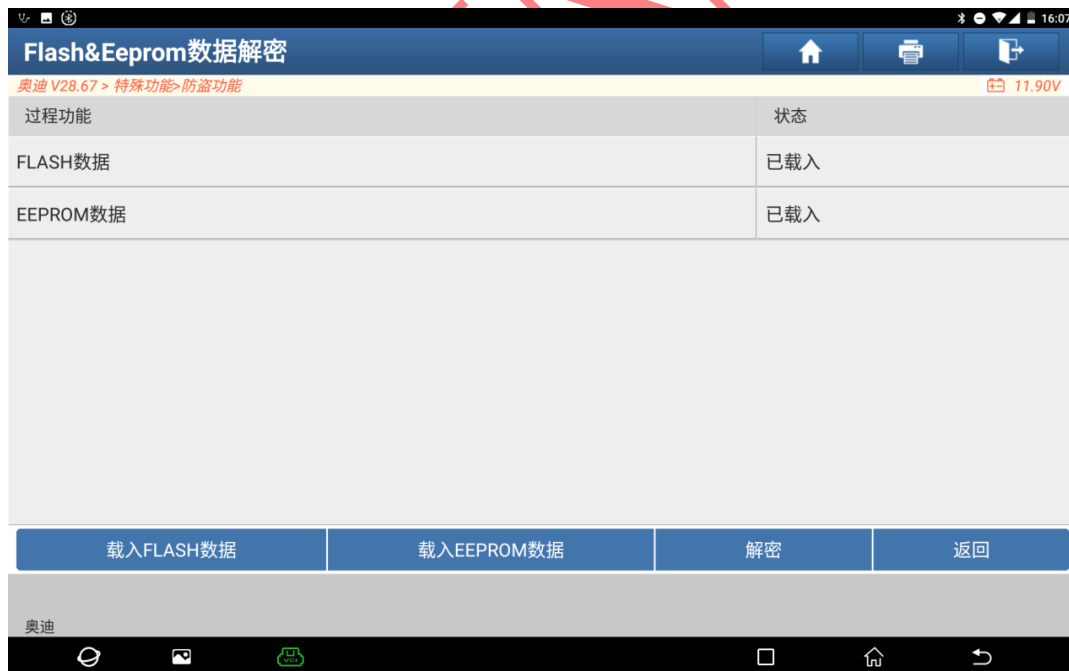 16:07
Flash&Eeprom数据解密
奥迪 V28.67 > 特殊功能>防盗功能
11.90V
过程功能 状态
FLASH数据 已载入
EEPROM数据 已载入
载入FLASH数据 载入EEPROM数据 解密 返回
奥迪
VCI